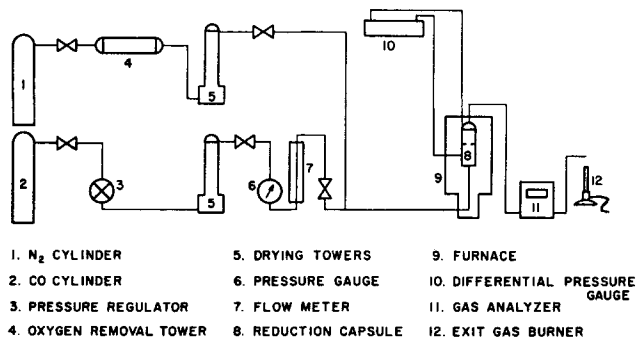 1
4
5
10
2
3
5
6
7
8
9
11
12
1. N₂ CYLINDER
2. CO CYLINDER
3. PRESSURE REGULATOR
4. OXYGEN REMOVAL TOWER
5. DRYING TOWERS
6. PRESSURE GAUGE
7. FLOW METER
8. REDUCTION CAPSULE
9. FURNACE
10. DIFFERENTIAL PRESSURE
GAUGE
11. GAS ANALYZER
12. EXIT GAS BURNER